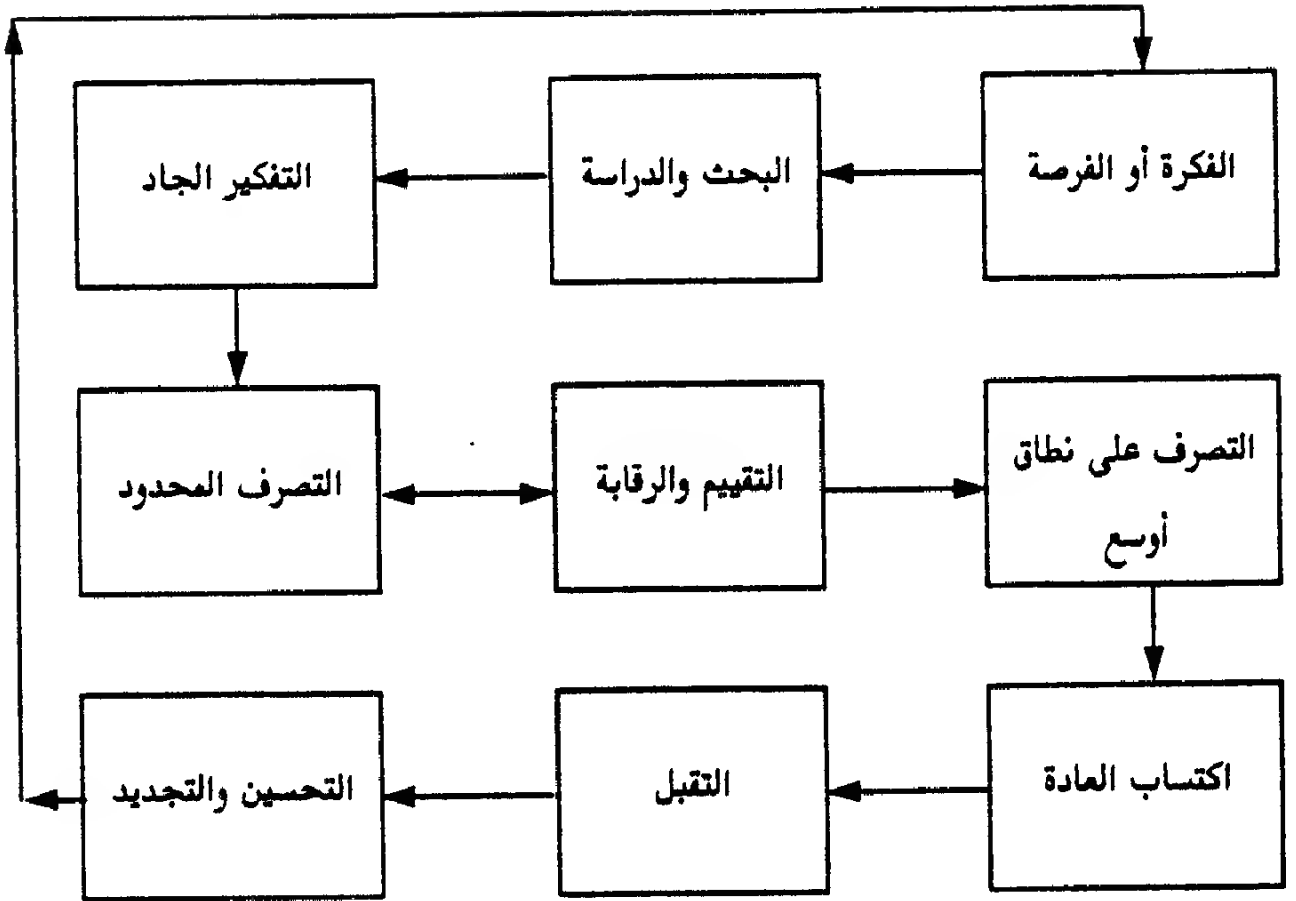 الفكرة أو الفرصة
البحث والدراسة
التفكير الجاد
التصرف المحدود
التقييم والرقابة
التصرف على نطاق
أوسع
اكتساب العادة
التقبل
التحسين والتجديد